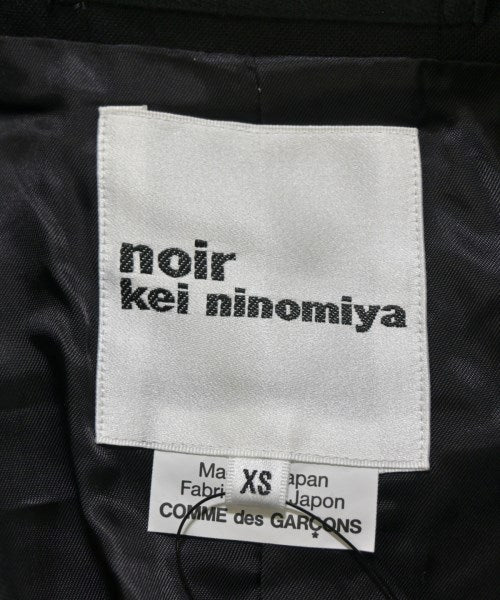 noir
kei ninomiya
XS
Ma apan
Fabri Japon
COMME des GARÇONS